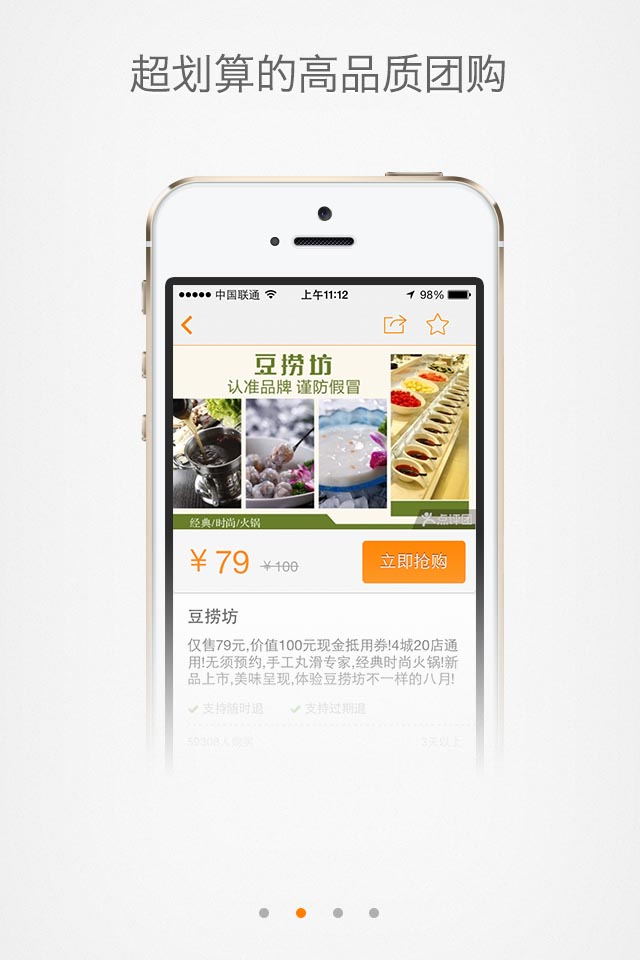 超划算的高品质团购
中国联通 上午11:12 98%
豆捞坊
认准品牌 谨防假冒
经典/时尚/火锅
点评团
¥79 ¥100 立即抢购
豆捞坊
仅售79元,价值100元现金抵用券!4城20店通
用!无须预约,手工丸滑专家,经典时尚火锅!新
品上市,美味呈现,体验豆捞坊不一样的八月!
支持随时退 支持过期退
59308人购买 3天以上